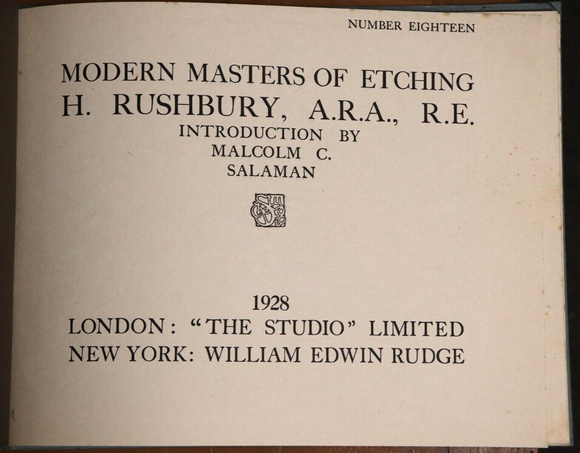 NUMBER EIGHTEEN
MODERN MASTERS OF ETCHING
H. RUSHBURY, A.R.A., R.E.
INTRODUCTION BY
MALCOLM C.
SALAMAN
1928
LONDON: “THE STUDIO” LIMITED
NEW YORK: WILLIAM EDWIN RUDGE